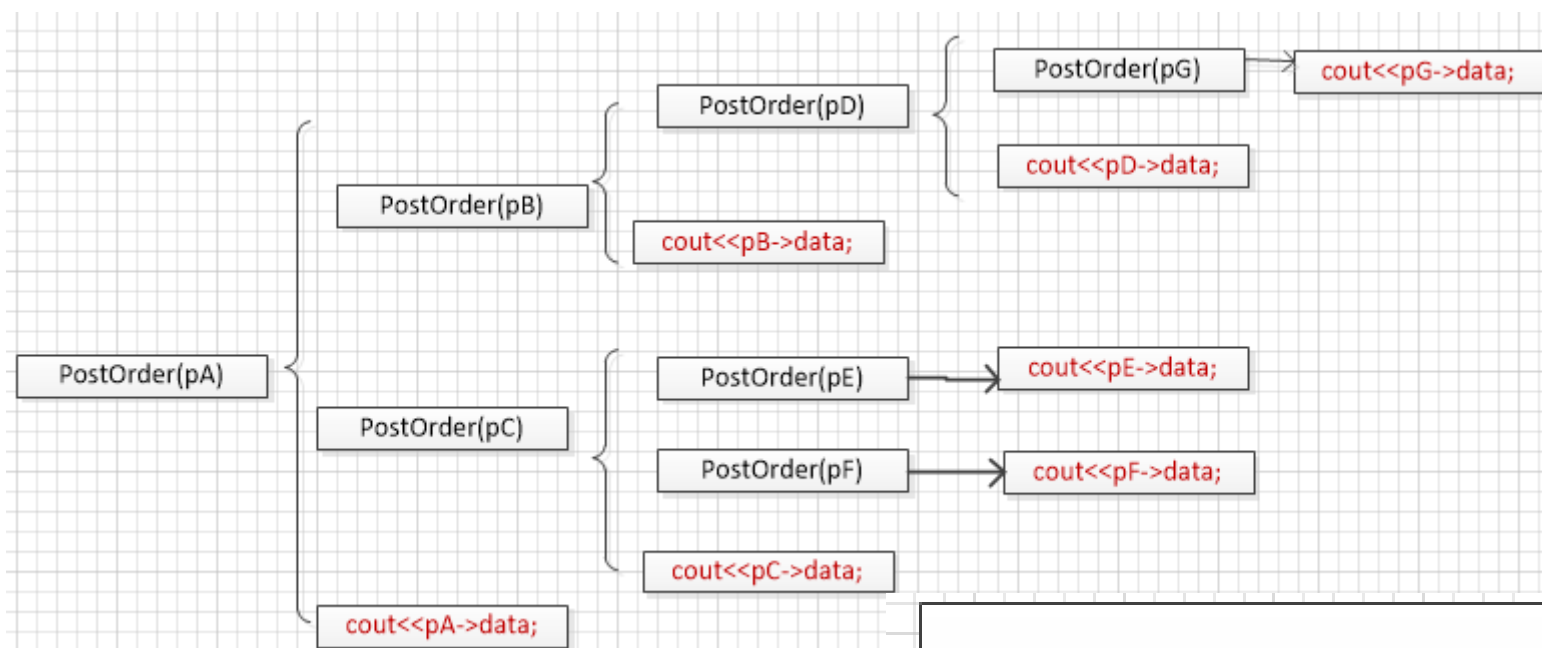 PostOrder(pG)
cout<<pG->data;
PostOrder(pD)
cout<<pD->data;
PostOrder(pB)
cout<<pB->data;
PostOrder(pA)
PostOrder(pE)
cout<<pE->data;
PostOrder(pC)
PostOrder(pF)
cout<<pF->data;
cout<<pC->data;
cout<<pA->data;